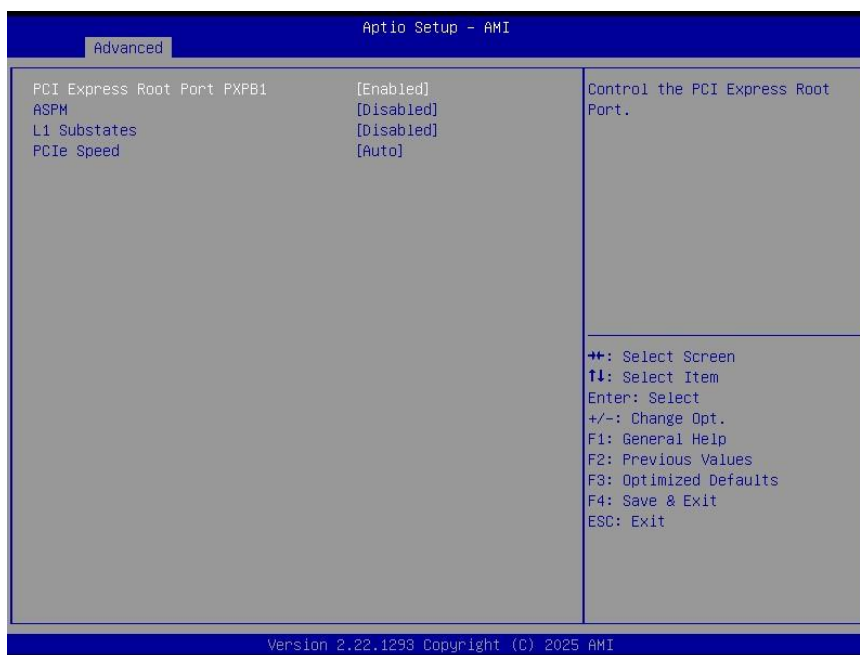 Aptio Setup - AMI
Advanced
PCI Express Root Port PXPB1 [Enabled]
ASPM [Disabled]
L1 Substates [Disabled]
PCIe Speed [Auto]
Control the PCI Express Root
Port.
→←: Select Screen
↑↓: Select Item
Enter: Select
+/-: Change Opt.
F1: General Help
F2: Previous Values
F3: Optimized Defaults
F4: Save & Exit
ESC: Exit
Version 2.22.1293 Copyright (C) 2025 AMI